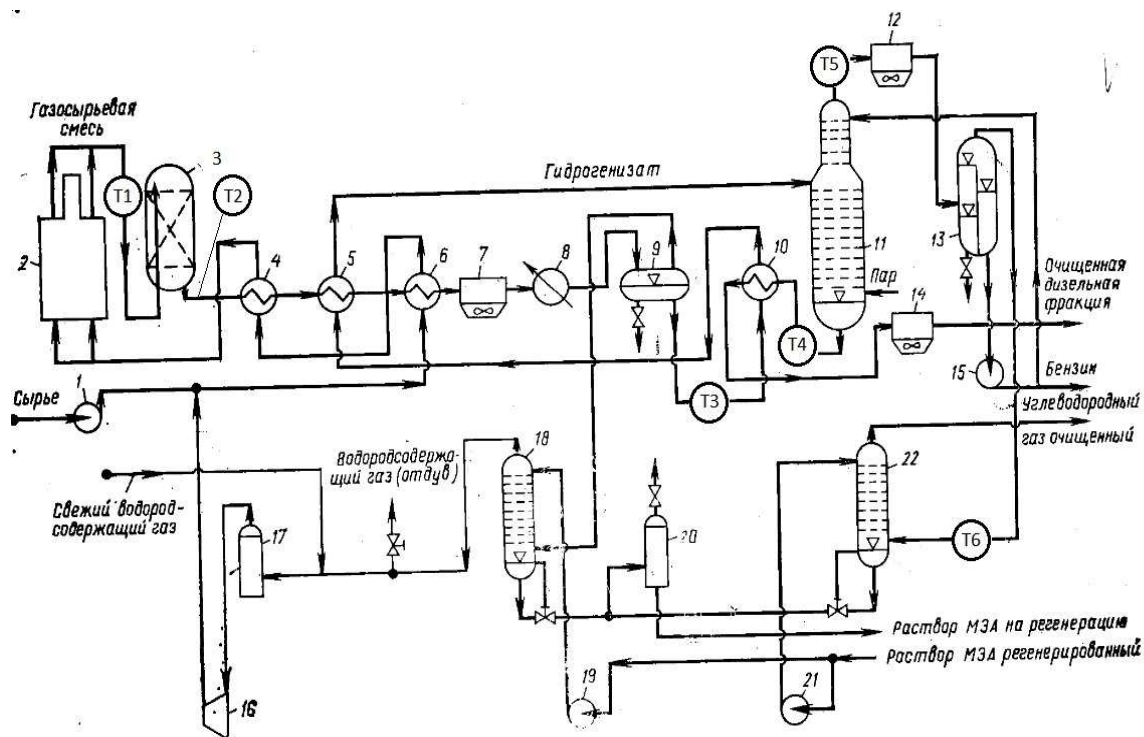 12
T5
Газосырьевая
смесь
3
T1
T2
Гидрогенизат
2
4
5
6
7
8
9
10
11
13
Пар
Очищенная
дизельная
фракция
14
T4
T3
15
Бензин
1
Сырье
Углеводородный
газ очищенный
18
22
Водородсодержа-
щий газ (отдув)
Свежий водород-
содержащий газ
17
20
T6
Раствор МЭА на регенерацию
Раствор МЭА регенерированный
19
21
16